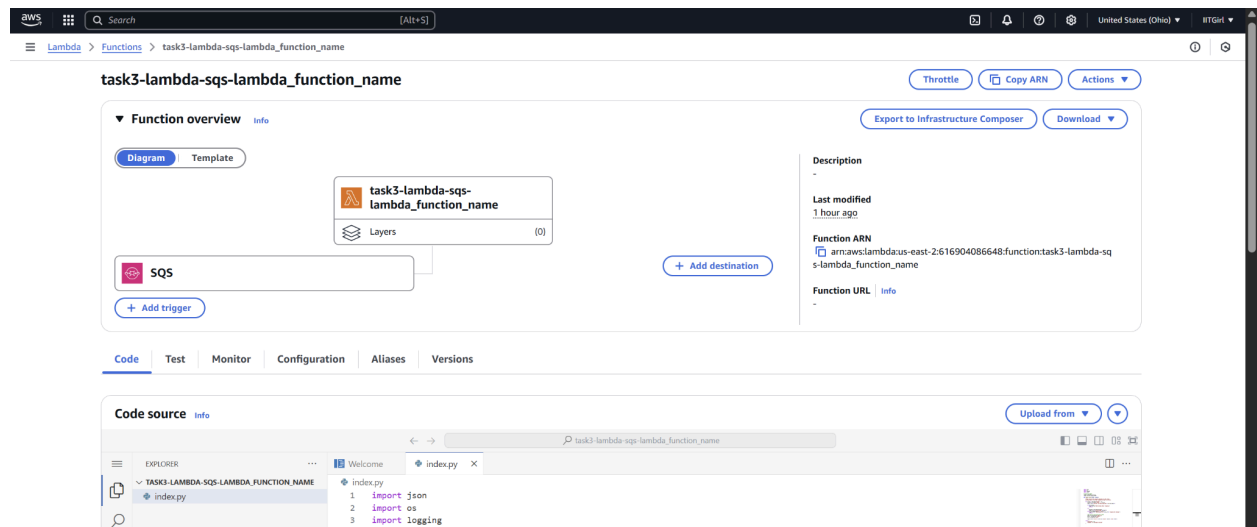 aws
Search
[Alt+S]
United States (Ohio)
IITGirl
Lambda > Functions > task3-lambda-sqs-lambda_function_name
task3-lambda-sqs-lambda_function_name
Throttle
Copy ARN
Actions
Function overview
Info
Export to Infrastructure Composer
Download
Diagram
Template
task3-lambda-sqs-
lambda_function_name
Layers
(0)
SQS
+ Add trigger
+ Add destination
Description
-
Last modified
1 hour ago
Function ARN
arn:aws:lambda:us-east-2:616904086648:function:task3-lambda-sq
s-lambda_function_name
Function URL
Info
-
Code
Test
Monitor
Configuration
Aliases
Versions
Code source
Info
Upload from
task3-lambda-sqs-lambda_function_name
EXPLORER
...
Welcome
index.py
...
TASK3-LAMBDA-SQS-LAMBDA_FUNCTION_NAME
index.py
index.py
1 import json
2 import os
3 import logging